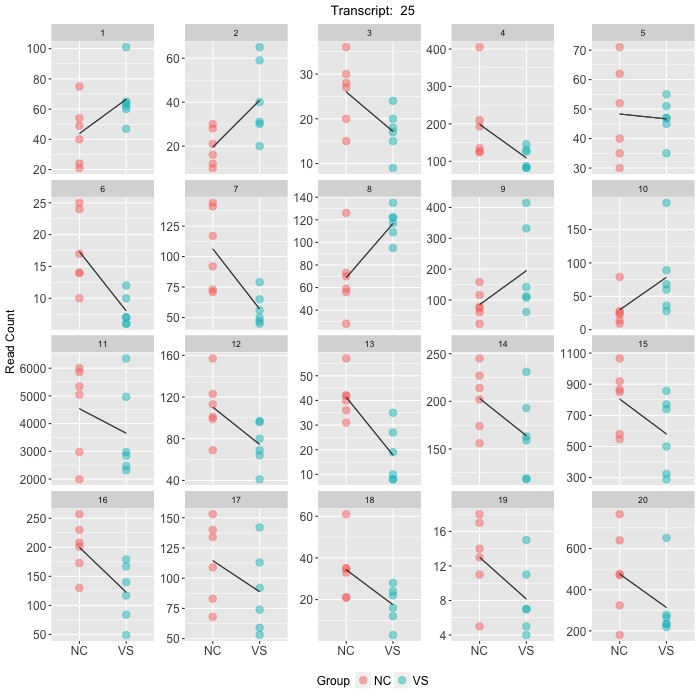 Transcript: 25
1 2 3 4 5
100 80 60 40 20
60 40 20
30 20 10
400 300 200 100
70 60 50 40 30
6 7 8 9 10
25 20 15 10
125 100 75 50
140 120 100 80 60 40
400 300 200 100
150 100 50 0
Read Count
11 12 13 14 15
6000 5000 4000 3000 2000
160 120 80 40
50 40 30 20 10
250 200 150
1100 900 700 500 300
16 17 18 19 20
250 200 150 100 50
150 125 100 75 50
60 40 20
16 12 8 4
600 400 200
NC VS NC VS NC VS NC VS NC VS
Group NC VS